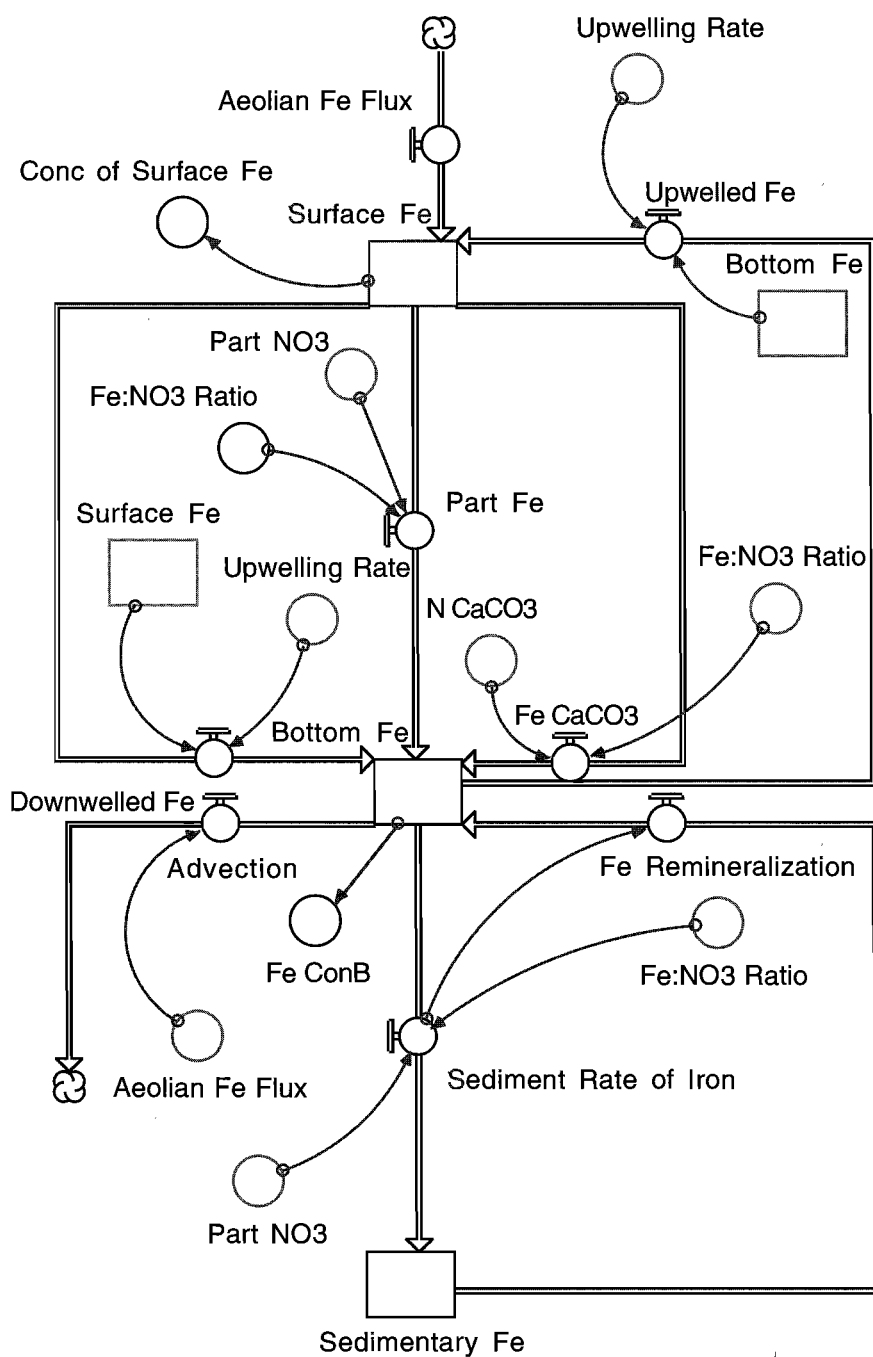 Upwelling Rate
Aeolian Fe Flux
Conc of Surface Fe
Upwelled Fe
Surface Fe
Bottom Fe
Part NO3
Fe:NO3 Ratio
Part Fe
Surface Fe
Fe:NO3 Ratio
Upwelling Rate
N CaCO3
Fe CaCO3
Bottom Fe
Downwelled Fe
Advection
Fe Remineralization
Fe ConB
Fe:NO3 Ratio
Aeolian Fe Flux
Sediment Rate of Iron
Part NO3
Sedimentary Fe